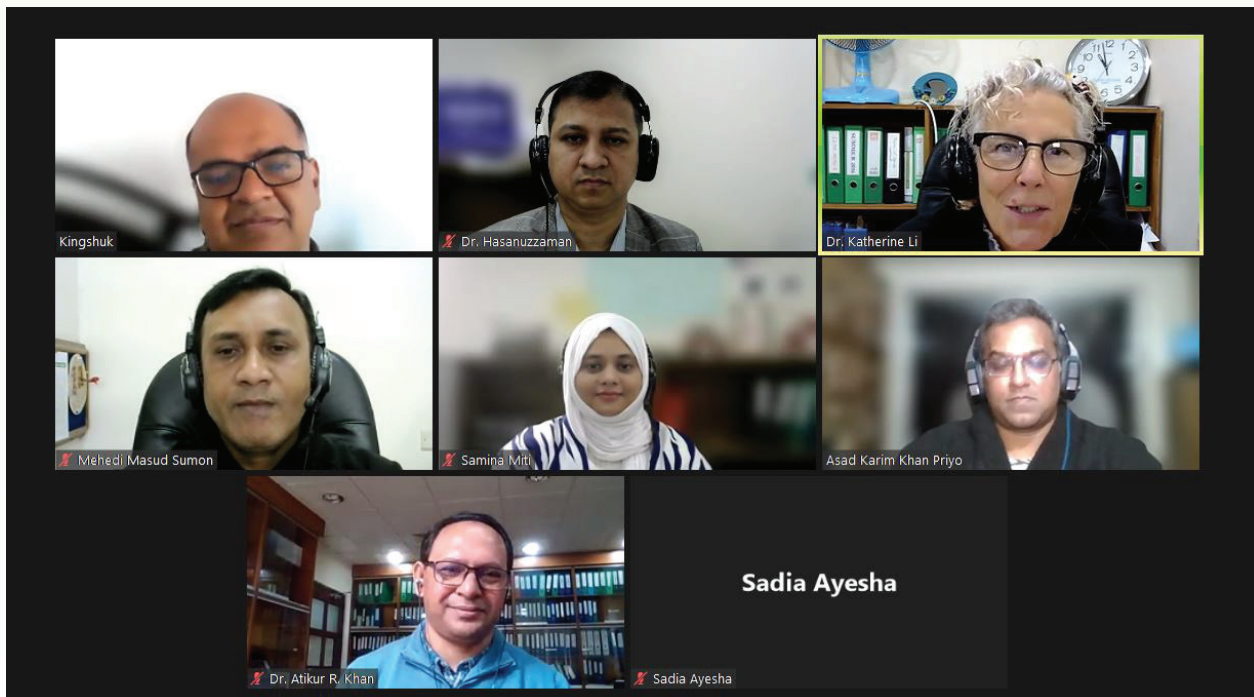 Kingshuk
Dr. Hasanuzzaman
Dr. Katherine Li
Mehedi Masud Sumon
Samina Miti
Asad Karim Khan Priyo
Sadia Ayesha
Dr. Atikur R. Khan
Sadia Ayesha